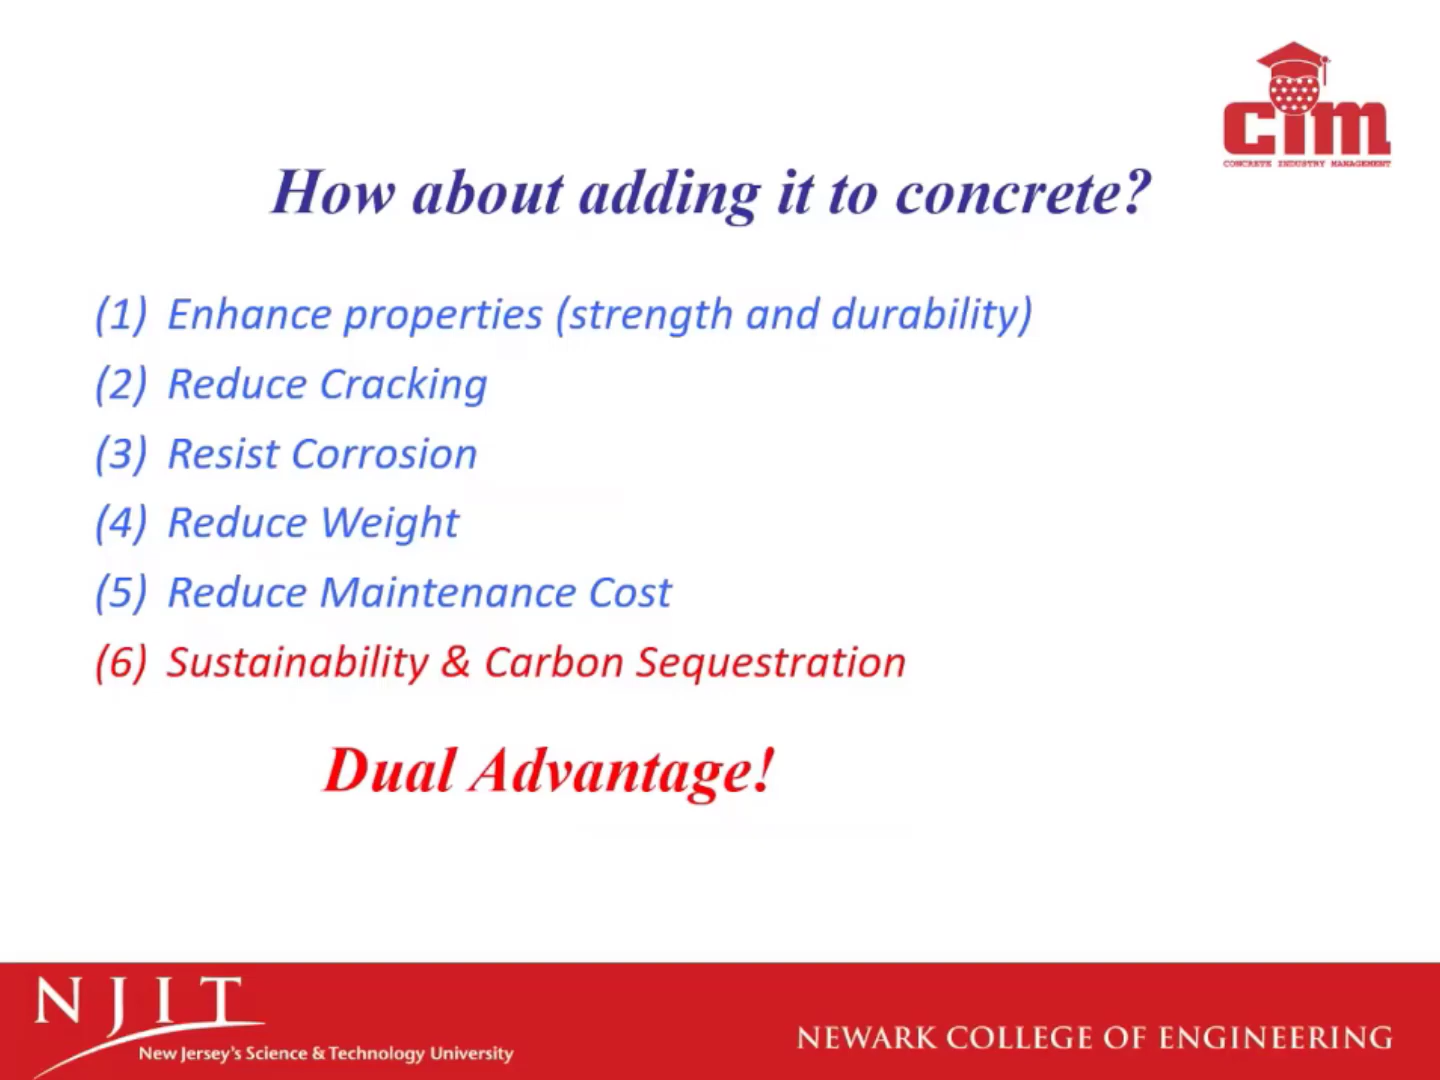 cim
CONCRETE INDUSTRY MANAGEMENT
How about adding it to concrete?
(1) Enhance properties (strength and durability)
(2) Reduce Cracking
(3) Resist Corrosion
(4) Reduce Weight
(5) Reduce Maintenance Cost
(6) Sustainability & Carbon Sequestration
Dual Advantage!
NJIT
New Jersey's Science & Technology University
NEWARK COLLEGE OF ENGINEERING